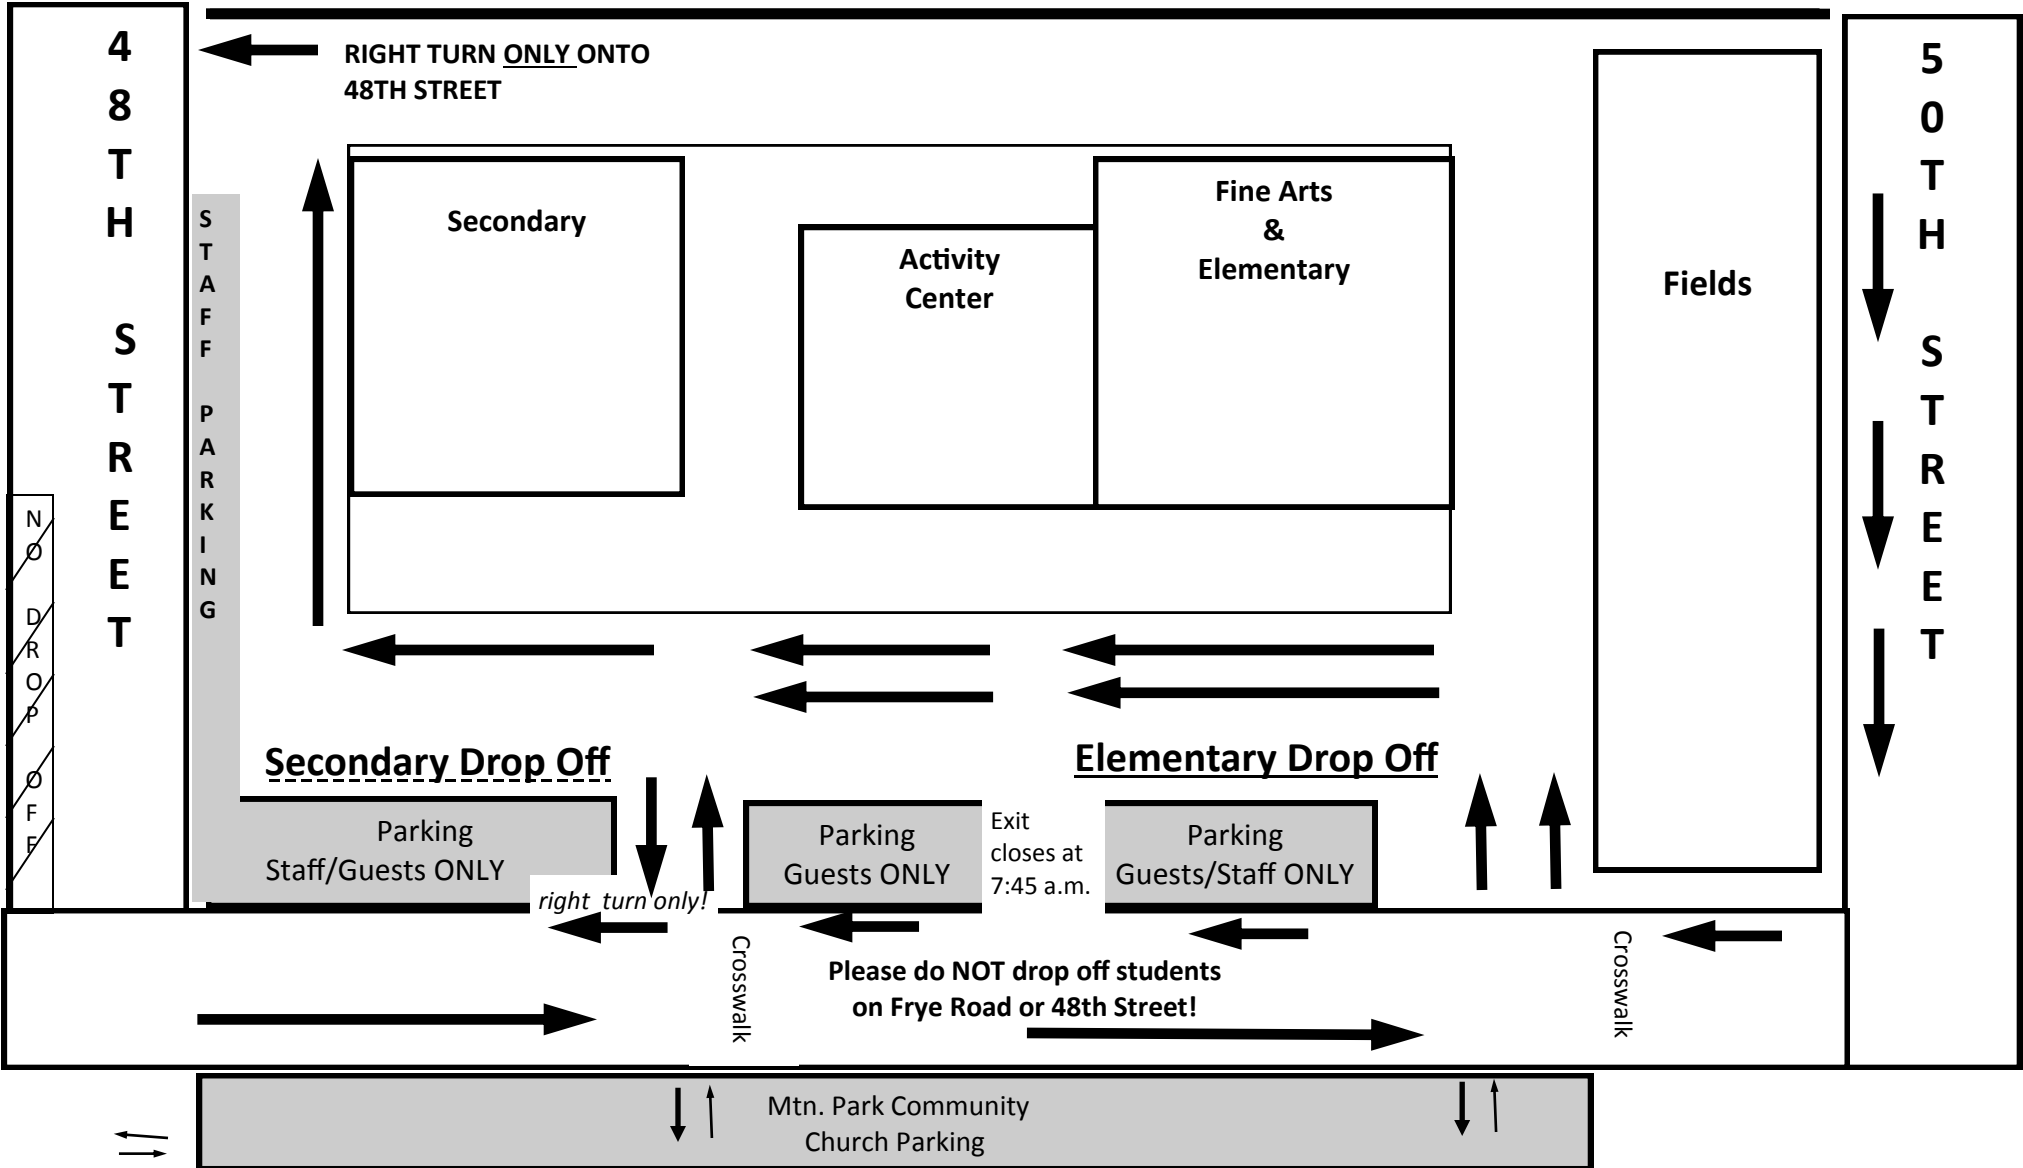 48TH STREET
RIGHT TURN ONLY ONTO
48TH STREET
50TH STREET
STAFF PARKING
NO DROP OFF
Secondary
Activity
Center
Fine Arts
&
Elementary
Fields
Secondary Drop Off
Elementary Drop Off
Parking
Staff/Guests ONLY
right turn only!
Parking
Guests ONLY
Exit
closes at
7:45 a.m.
Parking
Guests/Staff ONLY
Crosswalk
Please do NOT drop off students
on Frye Road or 48th Street!
Crosswalk
Mtn. Park Community
Church Parking